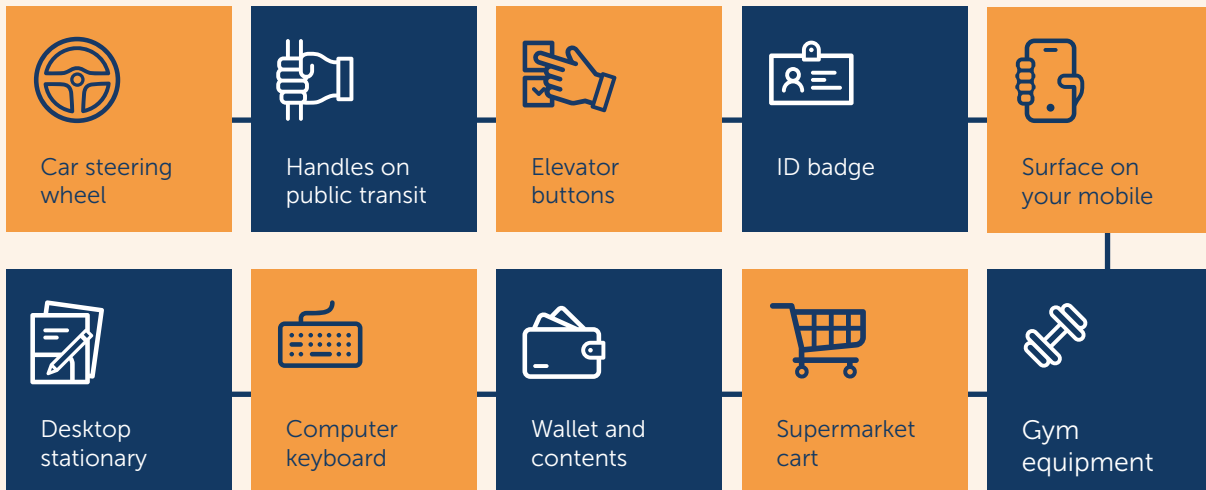 Car steering
wheel
Handles on
public transit
Elevator
buttons
ID badge
Surface on
your mobile
Desktop
stationary
Computer
keyboard
Wallet and
contents
Supermarket
cart
Gym
equipment